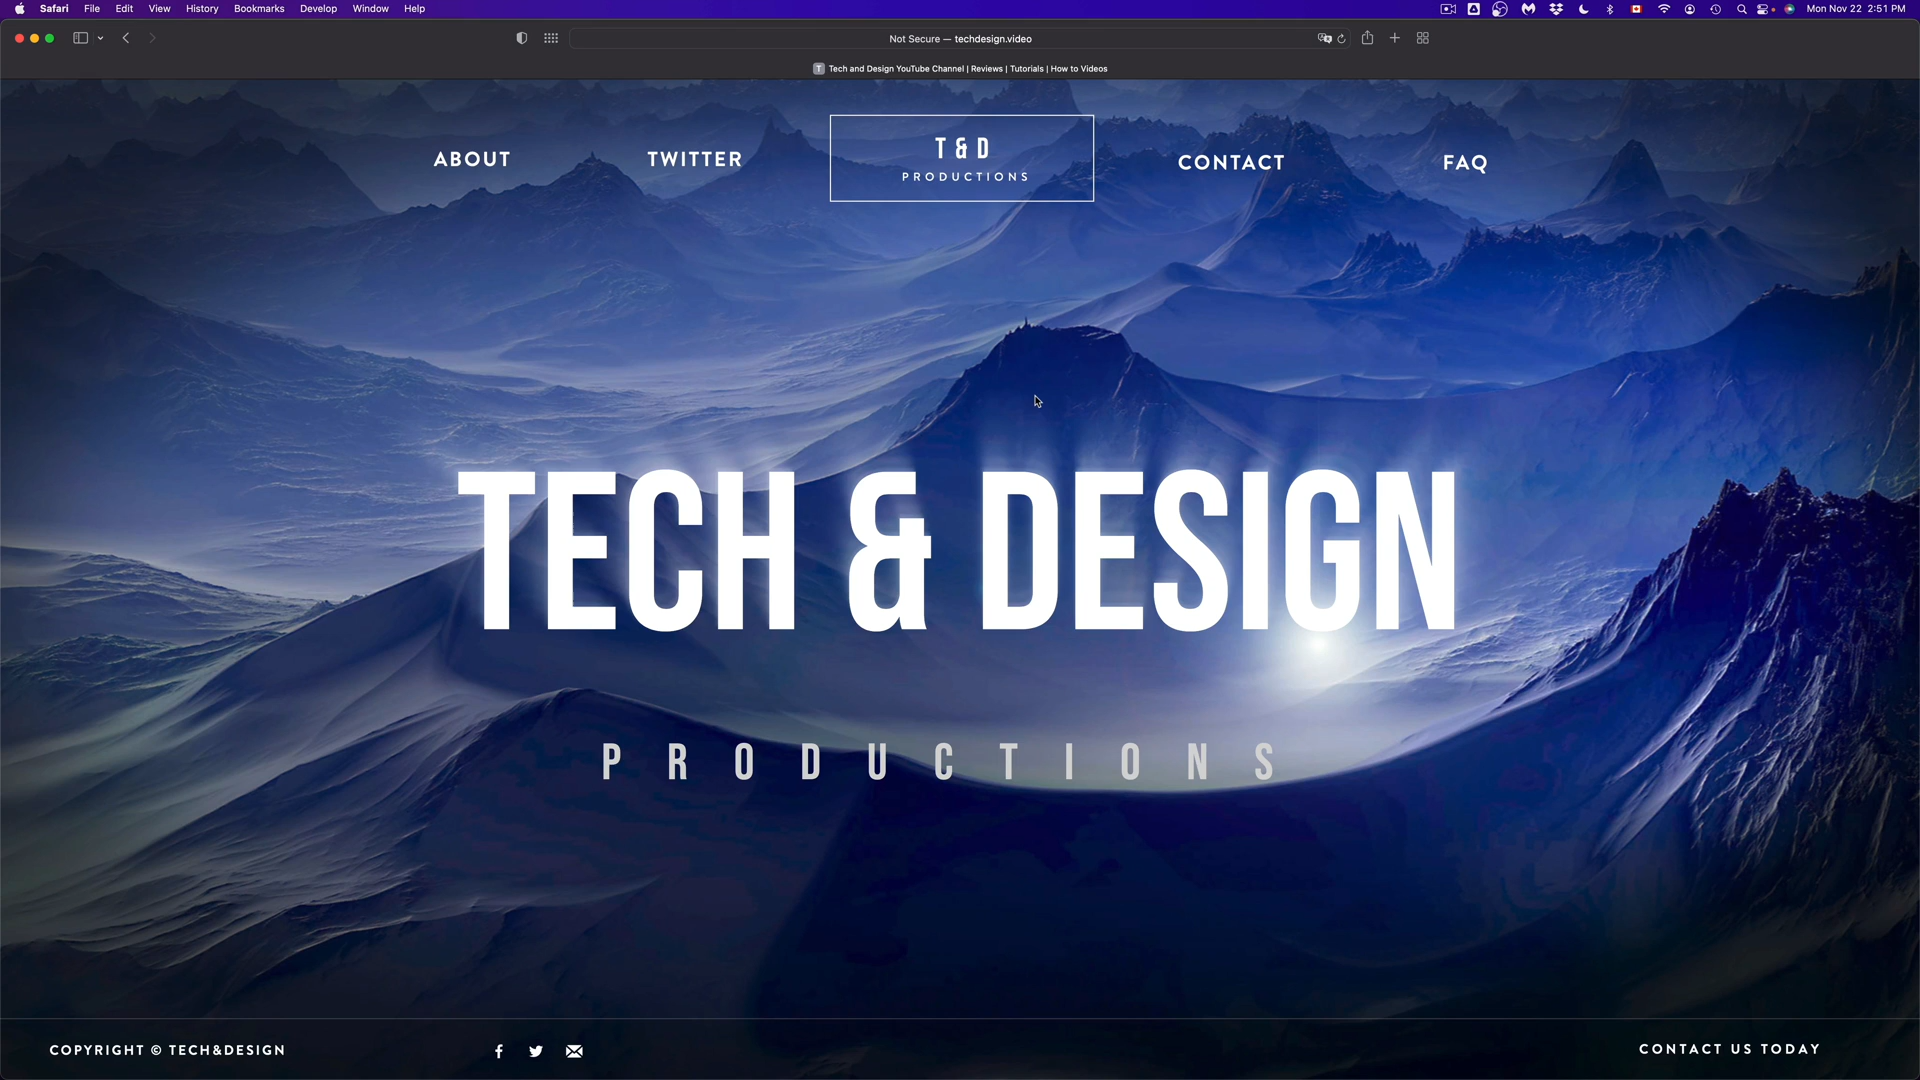 Safari File Edit View History Bookmarks Develop Window Help Mon Nov 22 2:51 PM
Not Secure — techdesign.video
T Tech and Design YouTube Channel | Reviews | Tutorials | How to Videos
ABOUT TWITTER T & D CONTACT FAQ
PRODUCTIONS
TECH & DESIGN
PRODUCTIONS
COPYRIGHT © TECH&DESIGN CONTACT US TODAY